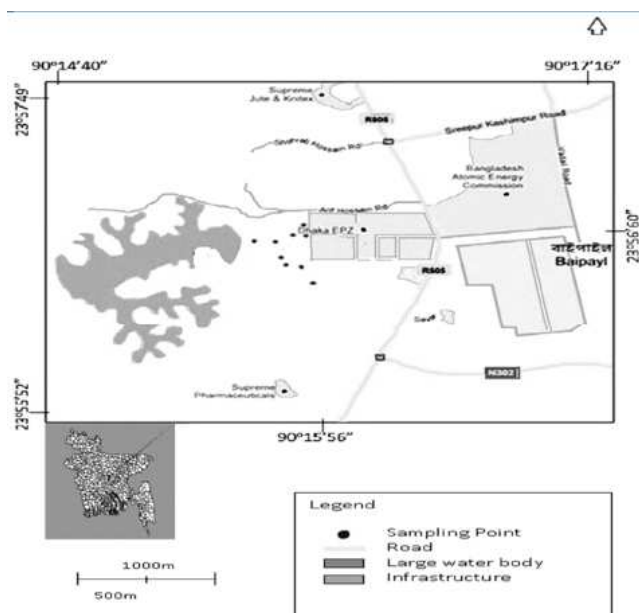 90°14'40" 90°17'16"
23°57'49"
Supreme
Jute & Knitex
R505
Sreepur Kashimpur Road
Bangladesh
Atomic Energy
Commission
Arif Hossain Rd
Dhaka EPZ
23°56'60"
বাইপাইল
Baipayl
R505
N302
Supreme
Pharmaceuticals
23°55'52"
90°15'56"
Legend
Sampling Point
Road
Large water body
Infrastructure
1000m
500m